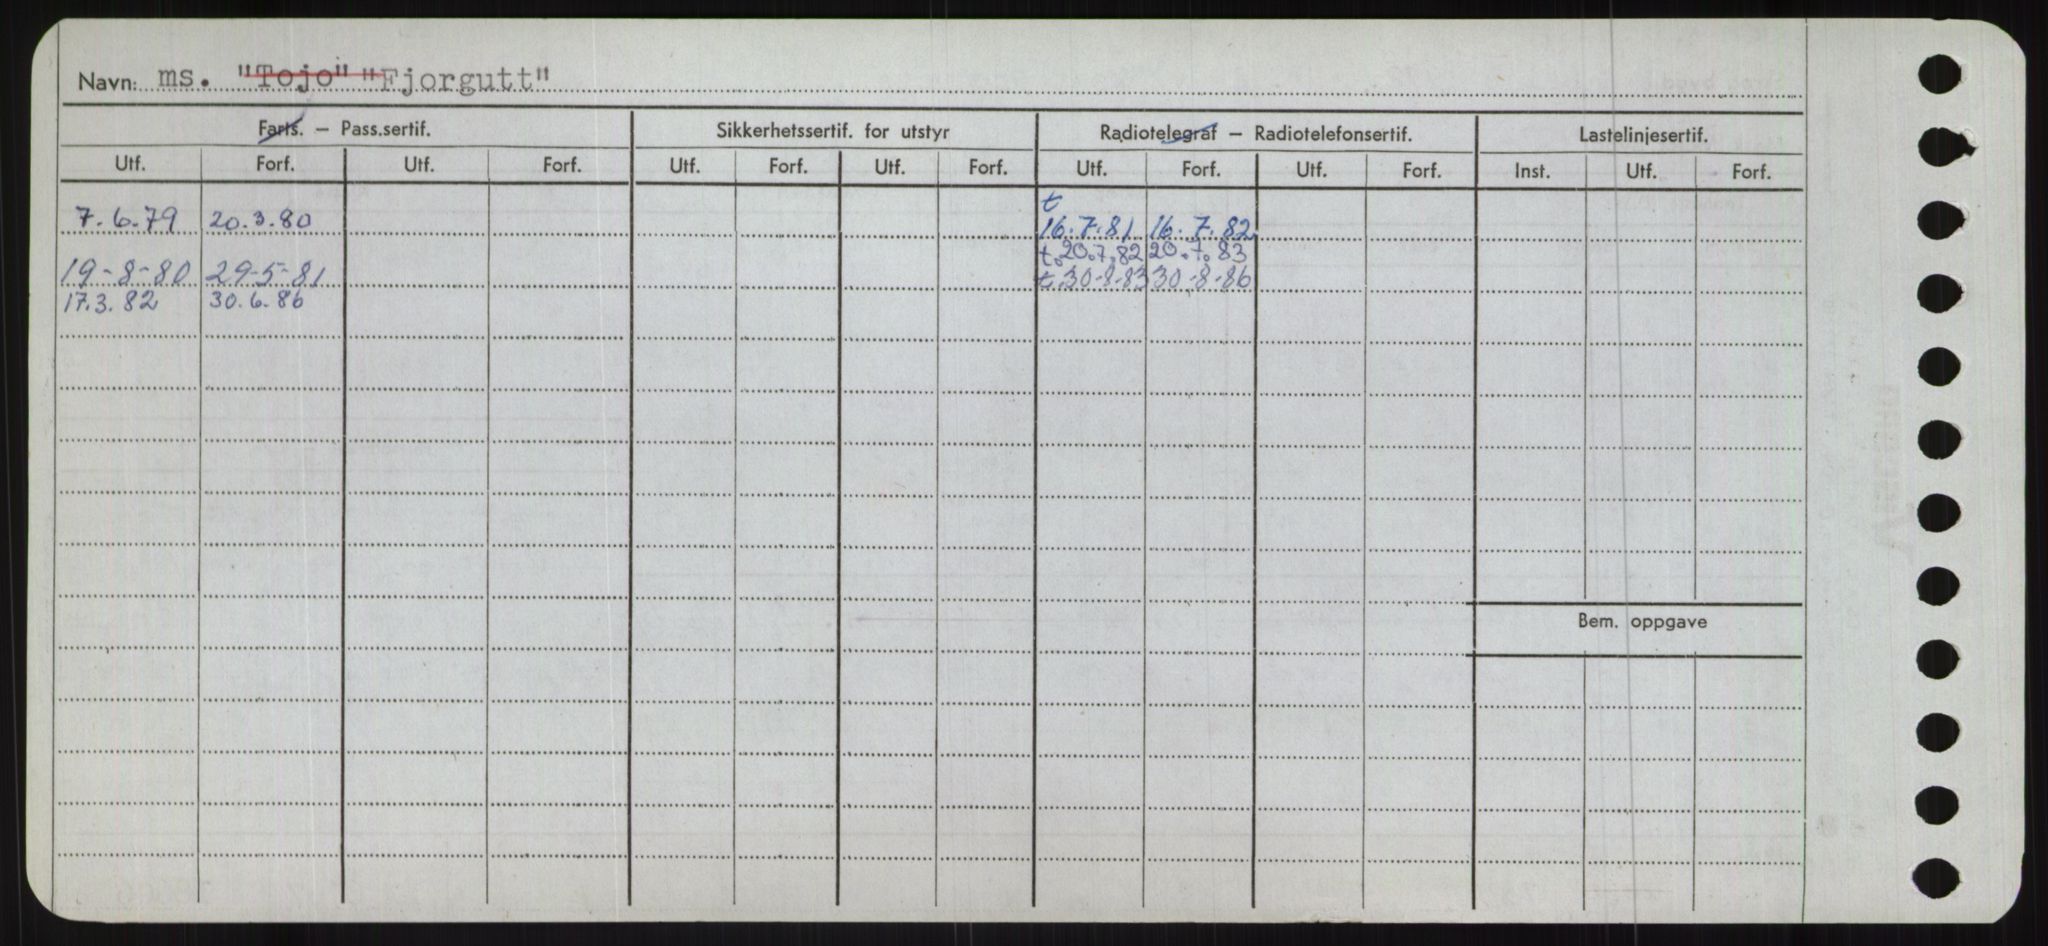 Navn: ms. "Tojo" "Fjorgutt"
Farts. – Pass.sertif. Sikkerhetssertif. for utstyr Radiotelegraf – Radiotelefonsertif. Lastelinjesertif.
Utf. Forf. Utf. Forf. Utf. Forf. Utf. Forf. Utf. Forf. Utf. Forf. Inst. Utf. Forf.
t
7.6.79 20.3.80 16.7.81 16.7.82
t. 20.7.82 20.7.83
19-8-80 29-5-81 t. 30-8-83 30-8-86
17.3.82 30.6.86
Bem. oppgave